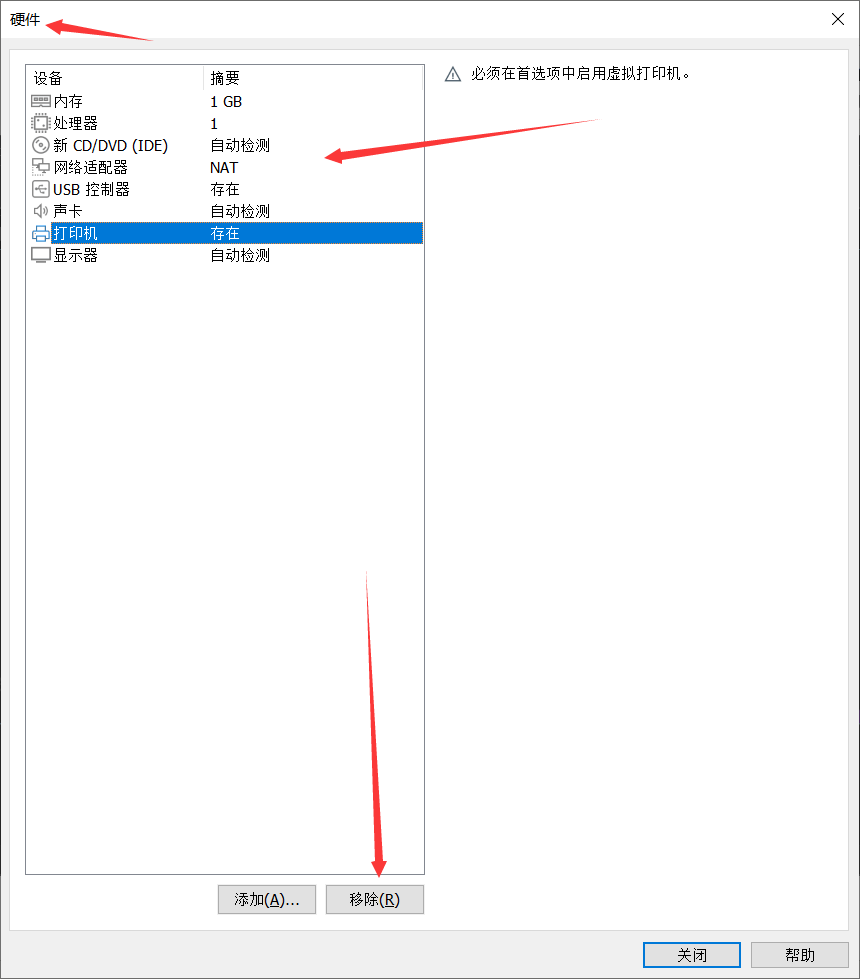 硬件
设备 摘要
内存 1 GB
处理器 1
新 CD/DVD (IDE) 自动检测
网络适配器 NAT
USB 控制器 存在
声卡 自动检测
打印机 存在
显示器 自动检测
必须在首选项中启用虚拟打印机。
添加(A)... 移除(R)
关闭 帮助